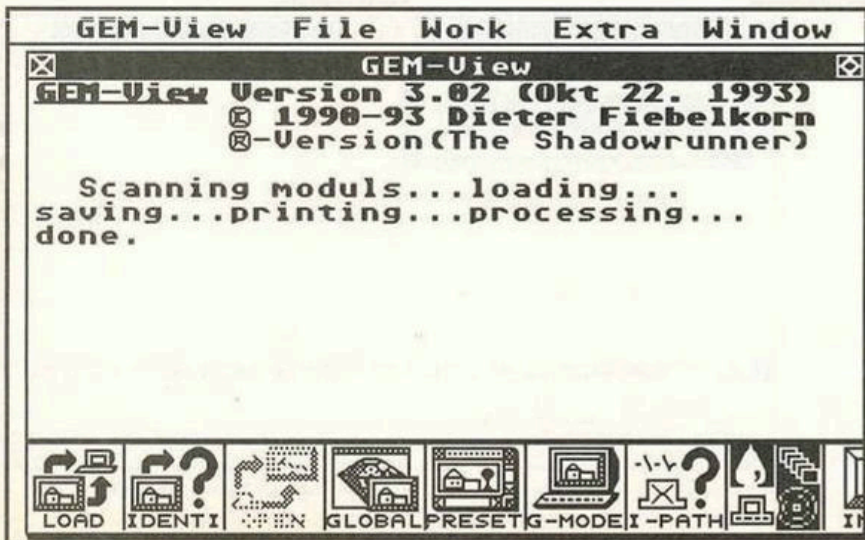 GEM-View File Work Extra Window
GEM-View
GEM-View Version 3.02 (Okt 22. 1993)
© 1990-93 Dieter Fiebelkorn
®-Version(The Shadowrunner)
Scanning moduls...loading...
saving...printing...processing...
done.
LOAD IDENTI GLOBAL PRESET G-MODE I-PATH